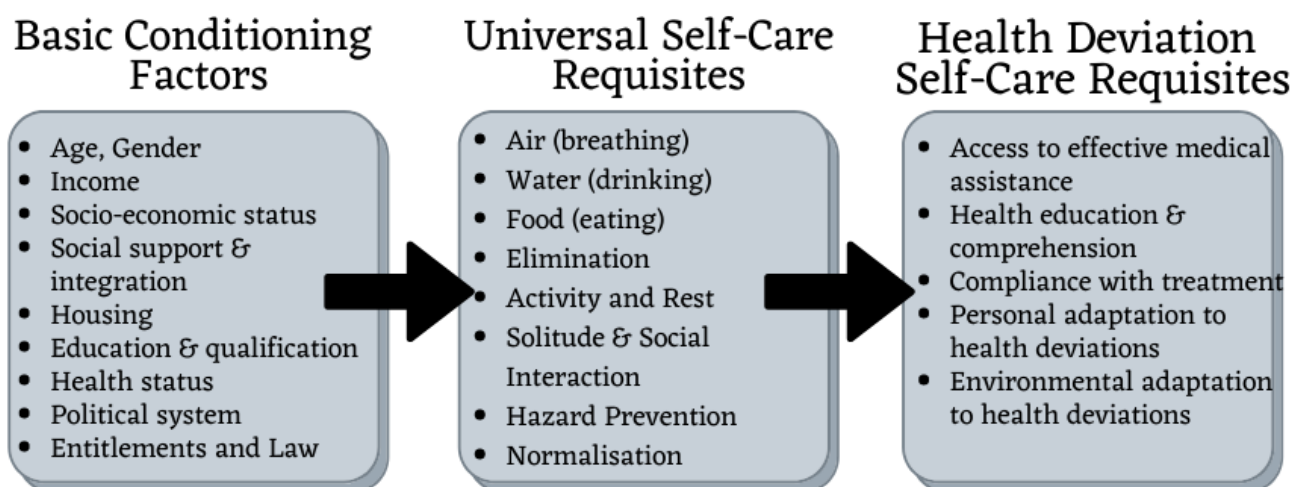 Basic Conditioning
Factors
• Age, Gender
• Income
• Socio-economic status
• Social support &
integration
• Housing
• Education & qualification
• Health status
• Political system
• Entitlements and Law
Universal Self-Care
Requisites
• Air (breathing)
• Water (drinking)
• Food (eating)
• Elimination
• Activity and Rest
• Solitude & Social
Interaction
• Hazard Prevention
• Normalisation
Health Deviation
Self-Care Requisites
• Access to effective medical
assistance
• Health education &
comprehension
• Compliance with treatment
• Personal adaptation to
health deviations
• Environmental adaptation
to health deviations